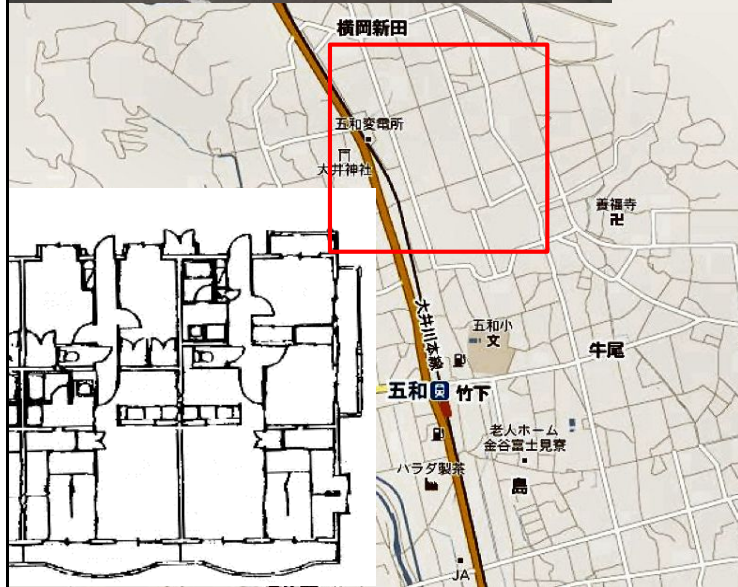 横岡新田
五和変電所
大井神社
養福寺
大井川本線
五和小
文
牛尾
五和
竹下
老人ホーム
金谷富士見寮
ハラダ製茶
島
JA